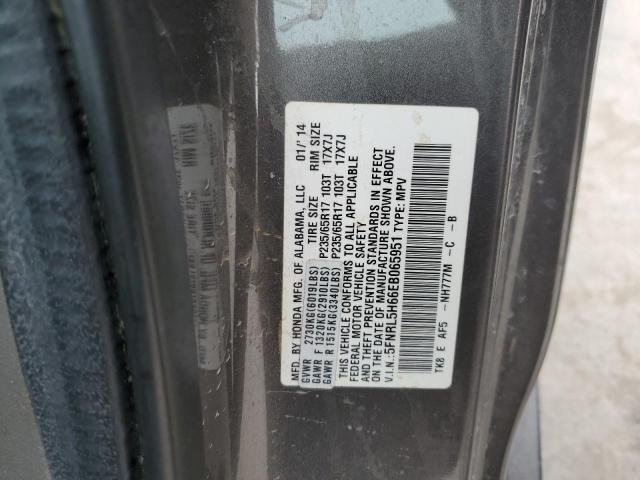 MFD. BY HONDA MFG. OF ALABAMA, LLC 01/'14
TIRE SIZE RIM SIZE
GVWR 2730KG(6019LBS)
GAWR F 1320KG(2910LBS) P235/65R17 103T 17X7J
GAWR R 1515KG(3340LBS) P235/65R17 103T 17X7J
THIS VEHICLE CONFORMS TO ALL APPLICABLE
FEDERAL MOTOR VEHICLE SAFETY
AND THEFT PREVENTION STANDARDS IN EFFECT
ON THE DATE OF MANUFACTURE SHOWN ABOVE.
V.I.N.:5FNRL5H66EB065951 TYPE: MPV
TK8 E AF5 -NH777M -C -B